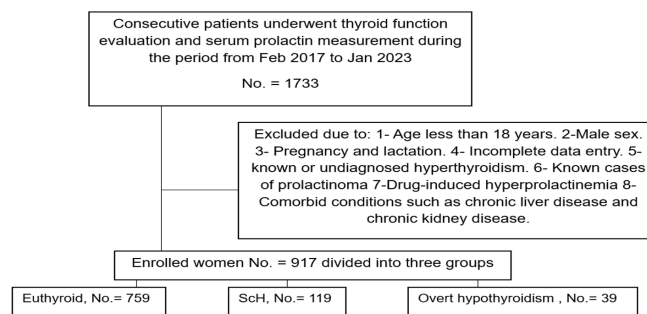 Consecutive patients underwent thyroid function
evaluation and serum prolactin measurement during
the period from Feb 2017 to Jan 2023
No. = 1733
Excluded due to: 1- Age less than 18 years. 2-Male sex.
3- Pregnancy and lactation. 4- Incomplete data entry. 5-
known or undiagnosed hyperthyroidism. 6- Known cases
of prolactinoma 7-Drug-induced hyperprolactinemia 8-
Comorbid conditions such as chronic liver disease and
chronic kidney disease.
Enrolled women No. = 917 divided into three groups
Euthyroid, No.= 759
ScH, No.= 119
Overt hypothyroidism , No.= 39